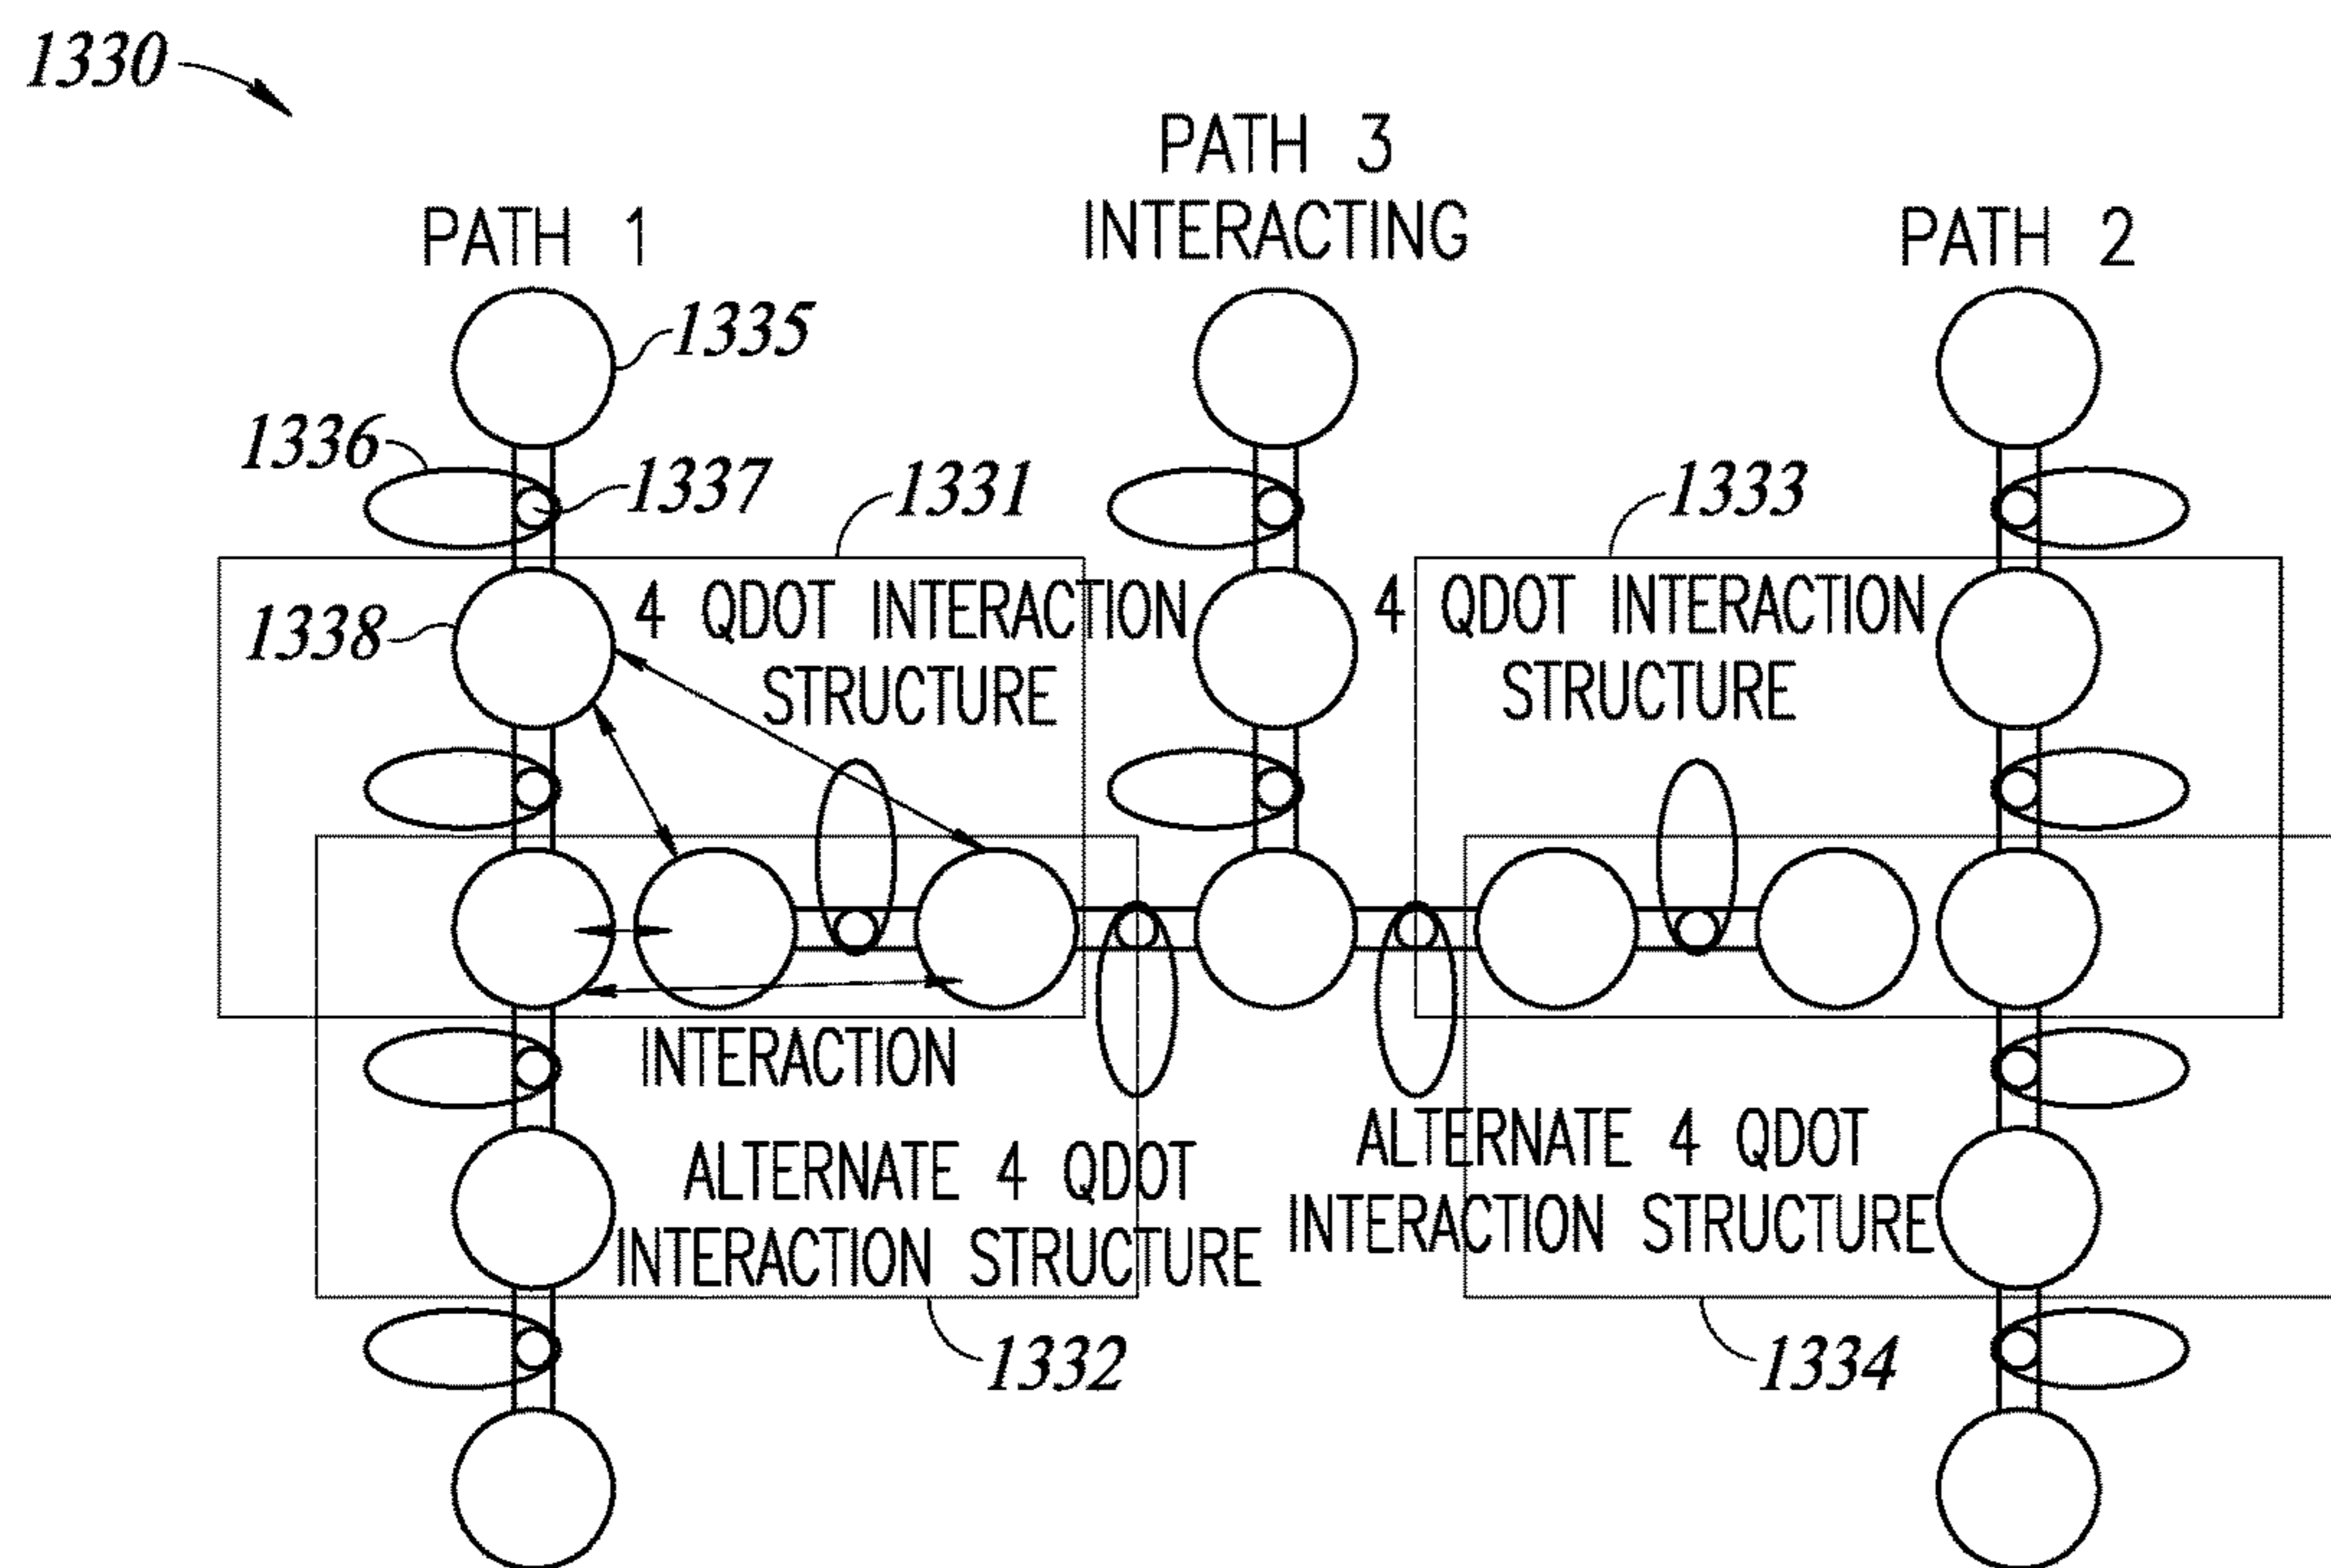 1330
PATH 3
INTERACTING
PATH 1
PATH 2
1335
1336
1337
1331
1333
1338
4 QDOT INTERACTION
STRUCTURE
4 QDOT INTERACTION
STRUCTURE
INTERACTION
ALTERNATE 4 QDOT
INTERACTION STRUCTURE
ALTERNATE 4 QDOT
INTERACTION STRUCTURE
1332
1334